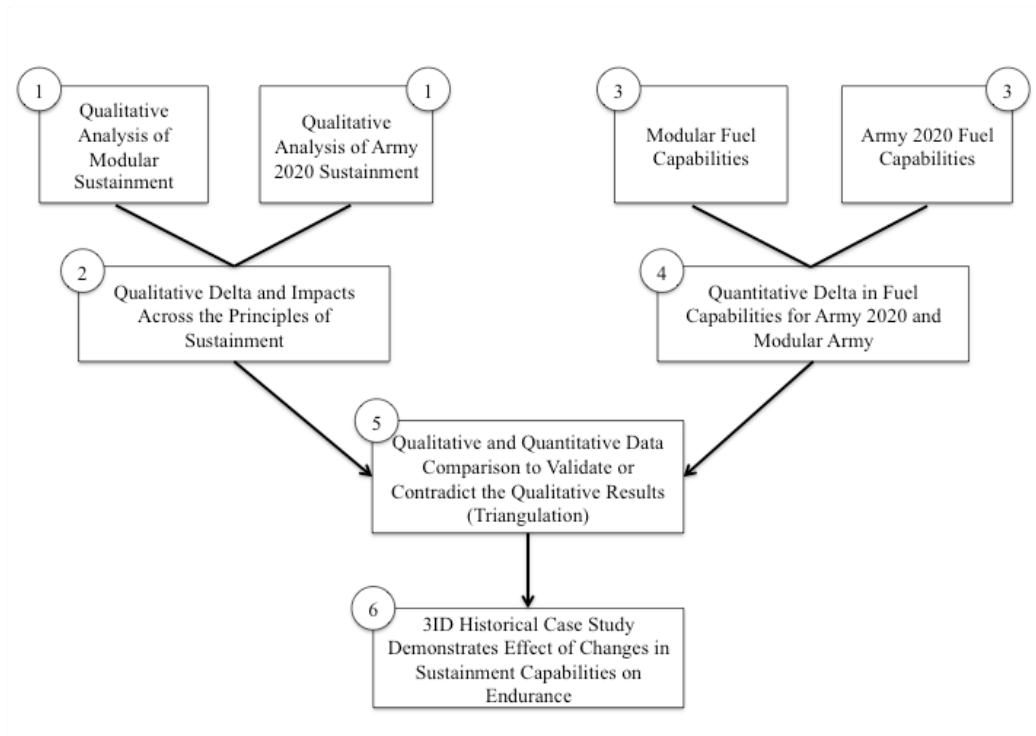 1
Qualitative
Analysis of
Modular
Sustainment
1
Qualitative
Analysis of Army
2020 Sustainment
3
Modular Fuel
Capabilities
3
Army 2020 Fuel
Capabilities
2
Qualitative Delta and Impacts
Across the Principles of
Sustainment
4
Quantitative Delta in Fuel
Capabilities for Army 2020 and
Modular Army
5
Qualitative and Quantitative Data
Comparison to Validate or
Contradict the Qualitative Results
(Triangulation)
6
3ID Historical Case Study
Demonstrates Effect of Changes in
Sustainment Capabilities on
Endurance